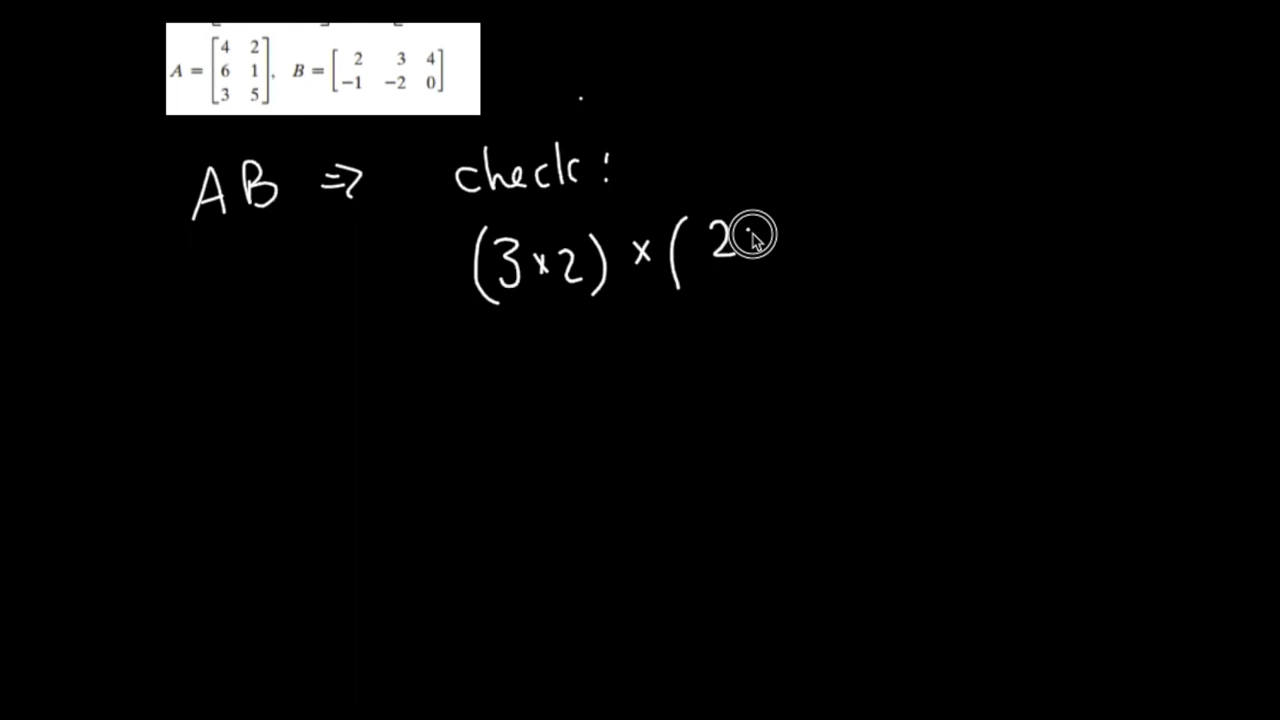 A = [4 2
6 1
3 5], B = [2 3 4
-1 -2 0]
AB ⇒ check:
(3×2) × ( 2